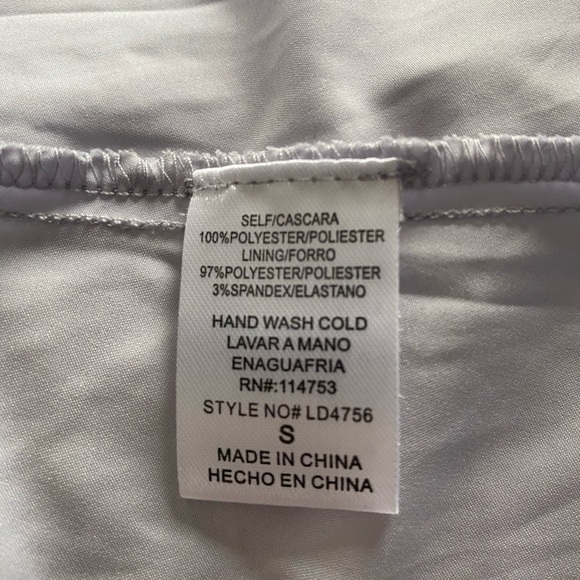 SELF/CASCARA
100%POLYESTER/POLIESTER
LINING/FORRO
97%POLYESTER/POLIESTER
3%SPANDEX/ELASTANO
HAND WASH COLD
LAVAR A MANO
ENAGUAFRIA
RN#:114753
STYLE NO# LD4756
S
MADE IN CHINA
HECHO EN CHINA